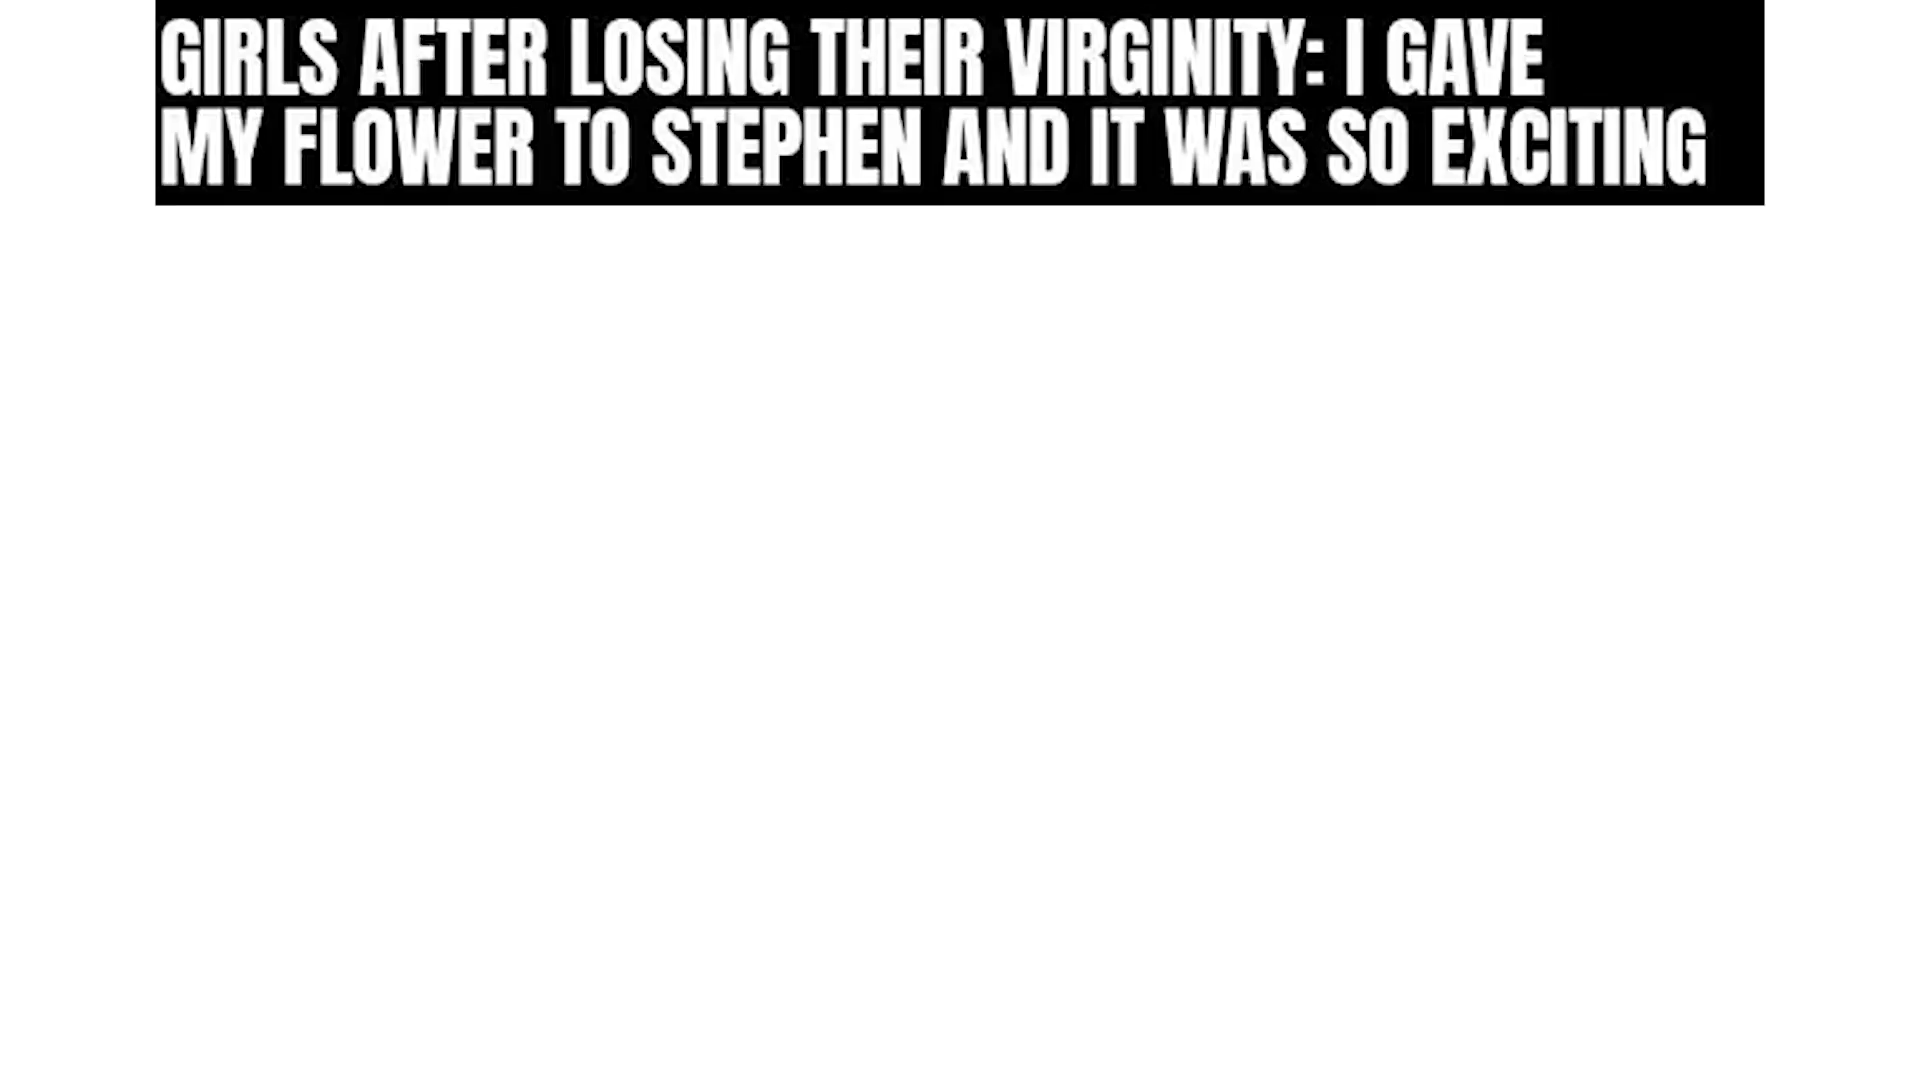 GIRLS AFTER LOSING THEIR VIRGINITY: I GAVE
MY FLOWER TO STEPHEN AND IT WAS SO EXCITING